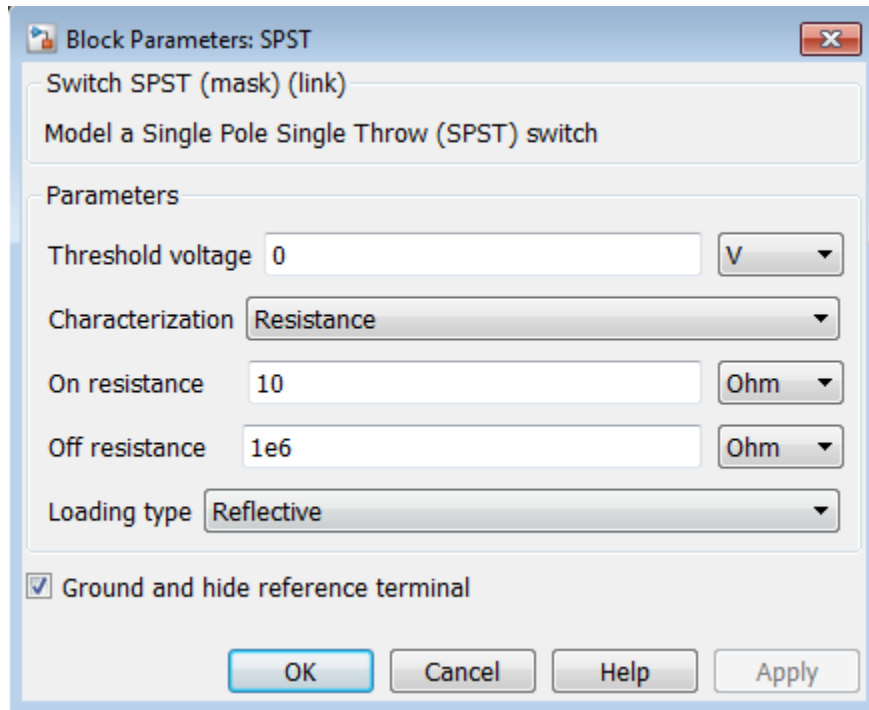 Block Parameters: SPST
Switch SPST (mask) (link)
Model a Single Pole Single Throw (SPST) switch
Parameters
Threshold voltage 0 V
Characterization Resistance
On resistance 10 Ohm
Off resistance 1e6 Ohm
Loading type Reflective
Ground and hide reference terminal
OK Cancel Help Apply